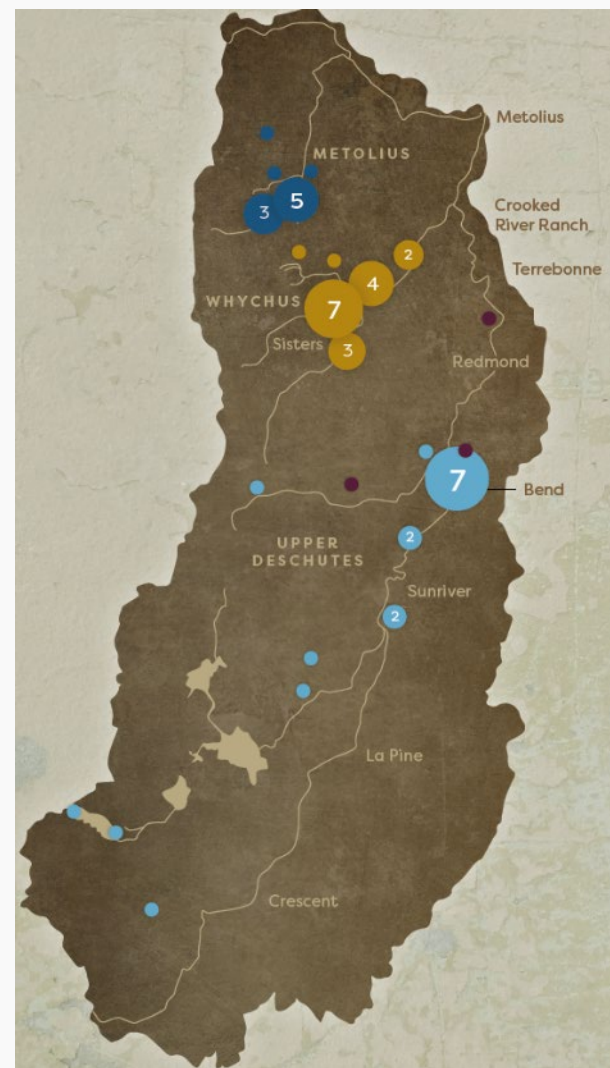 Metolius
METOLIUS
5
3
Crooked
River Ranch
2
Terrebonne
4
WHYCHUS
7
Sisters
3
Redmond
7
Bend
2
UPPER
DESCHUTES
Sunriver
2
La Pine
Crescent